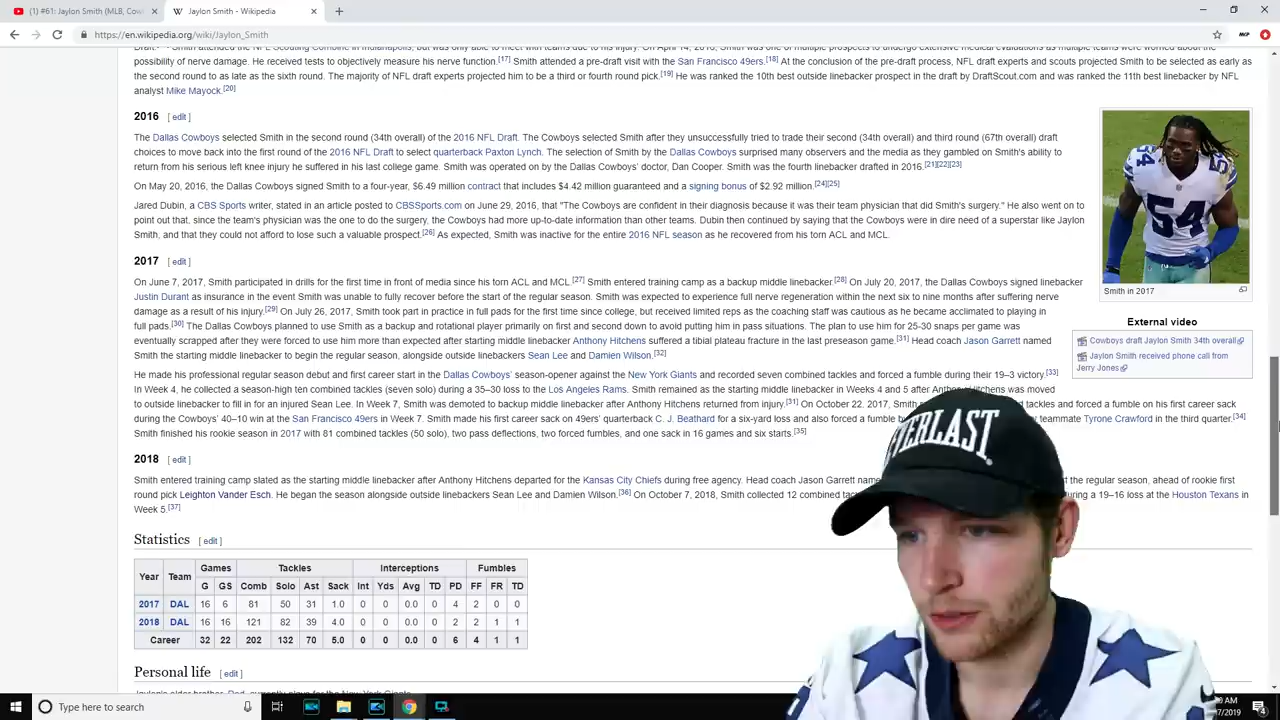 (1) #61: Jaylon Smith (MLB, Cow
Jaylon Smith - Wikipedia
https://en.wikipedia.org/wiki/Jaylon_Smith
possibility of nerve damage. He received tests to objectively measure his nerve function.[17] Smith attended a pre-draft visit with the San Francisco 49ers.[18] At the conclusion of the pre-draft process, NFL draft experts and scouts projected Smith to be selected as early as
the second round to as late as the sixth round. The majority of NFL draft experts projected him to be a third or fourth round pick.[19] He was ranked the 10th best outside linebacker prospect in the draft by DraftScout.com and was ranked the 11th best linebacker by NFL
analyst Mike Mayock.[20]
2016 [ edit ]
The Dallas Cowboys selected Smith in the second round (34th overall) of the 2016 NFL Draft. The Cowboys selected Smith after they unsuccessfully tried to trade their second (34th overall) and third round (67th overall) draft
choices to move back into the first round of the 2016 NFL Draft to select quarterback Paxton Lynch. The selection of Smith by the Dallas Cowboys surprised many observers and the media as they gambled on Smith's ability to
return from his serious left knee injury he suffered in his last college game. Smith was operated on by the Dallas Cowboys' doctor, Dan Cooper. Smith was the fourth linebacker drafted in 2016.[21][22][23]
On May 20, 2016, the Dallas Cowboys signed Smith to a four-year, $6.49 million contract that includes $4.42 million guaranteed and a signing bonus of $2.92 million.[24][25]
Jared Dubin, a CBS Sports writer, stated in an article posted to CBSSports.com on June 29, 2016, that "The Cowboys are confident in their diagnosis because it was their team physician that did Smith's surgery." He also went on to
point out that, since the team's physician was the one to do the surgery, the Cowboys had more up-to-date information than other teams. Dubin then continued by saying that the Cowboys were in dire need of a superstar like Jaylon
Smith, and that they could not afford to lose such a valuable prospect.[26] As expected, Smith was inactive for the entire 2016 NFL season as he recovered from his torn ACL and MCL.
54
54
Smith in 2017
2017 [ edit ]
On June 7, 2017, Smith participated in drills for the first time in front of media since his torn ACL and MCL.[27] Smith entered training camp as a backup middle linebacker.[28] On July 20, 2017, the Dallas Cowboys signed linebacker
Justin Durant as insurance in the event Smith was unable to fully recover before the start of the regular season. Smith was expected to experience full nerve regeneration within the next six to nine months after suffering nerve
damage as a result of his injury.[29] On July 26, 2017, Smith took part in practice in full pads for the first time since college, but received limited reps as the coaching staff was cautious as he became acclimated to playing in
full pads.[30] The Dallas Cowboys planned to use Smith as a backup and rotational player primarily on first and second down to avoid putting him in pass situations. The plan to use him for 25-30 snaps per game was
eventually scrapped after they were forced to use him more than expected after starting middle linebacker Anthony Hitchens suffered a tibial plateau fracture in the last preseason game.[31] Head coach Jason Garrett named
Smith the starting middle linebacker to begin the regular season, alongside outside linebackers Sean Lee and Damien Wilson.[32]
External video
Cowboys draft Jaylon Smith 34th overall
Jaylon Smith received phone call from
Jerry Jones
He made his professional regular season debut and first career start in the Dallas Cowboys' season-opener against the New York Giants and recorded seven combined tackles and forced a fumble during their 19–3 victory.[33]
In Week 4, he collected a season-high ten combined tackles (seven solo) during a 35–30 loss to the Los Angeles Rams. Smith remained as the starting middle linebacker in Weeks 4 and 5 after Anthony Hitchens was moved
to outside linebacker to fill in for an injured Sean Lee. In Week 7, Smith was demoted to backup middle linebacker after Anthony Hitchens returned from injury.[31] On October 22, 2017, Smith tackles and forced a fumble on his first career sack
during the Cowboys' 40–10 win at the San Francisco 49ers in Week 7. Smith made his first career sack on 49ers' quarterback C. J. Beathard for a six-yard loss and also forced a fumble by teammate Tyrone Crawford in the third quarter.[34]
Smith finished his rookie season in 2017 with 81 combined tackles (50 solo), two pass deflections, two forced fumbles, and one sack in 16 games and six starts.[35]
2018 [ edit ]
Smith entered training camp slated as the starting middle linebacker after Anthony Hitchens departed for the Kansas City Chiefs during free agency. Head coach Jason Garrett the regular season, ahead of rookie first
round pick Leighton Vander Esch. He began the season alongside outside linebackers Sean Lee and Damien Wilson.[36] On October 7, 2018, Smith collected 12 combined during a 19–16 loss at the Houston Texans in
Week 5.[37]
EVERLAST
Statistics [ edit ]
Year Team Games Tackles Interceptions Fumbles
G GS Comb Solo Ast Sack Int Yds Avg TD PD FF FR TD
2017 DAL 16 6 81 50 31 1.0 0 0 0.0 0 4 2 0 0
2018 DAL 16 16 121 82 39 4.0 0 0 0.0 0 2 2 1 1
Career 32 22 202 132 70 5.0 0 0 0.0 0 6 4 1 1
Personal life [ edit ]
Type here to search
AM
/2019